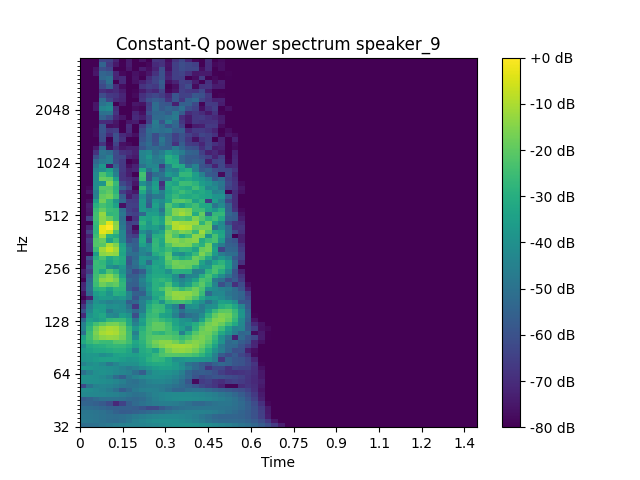 Constant-Q power spectrum speaker_9
Hz
2048
1024
512
256
128
64
32
0 0.15 0.3 0.45 0.6 0.75 0.9 1.1 1.2 1.4
Time
+0 dB
-10 dB
-20 dB
-30 dB
-40 dB
-50 dB
-60 dB
-70 dB
-80 dB